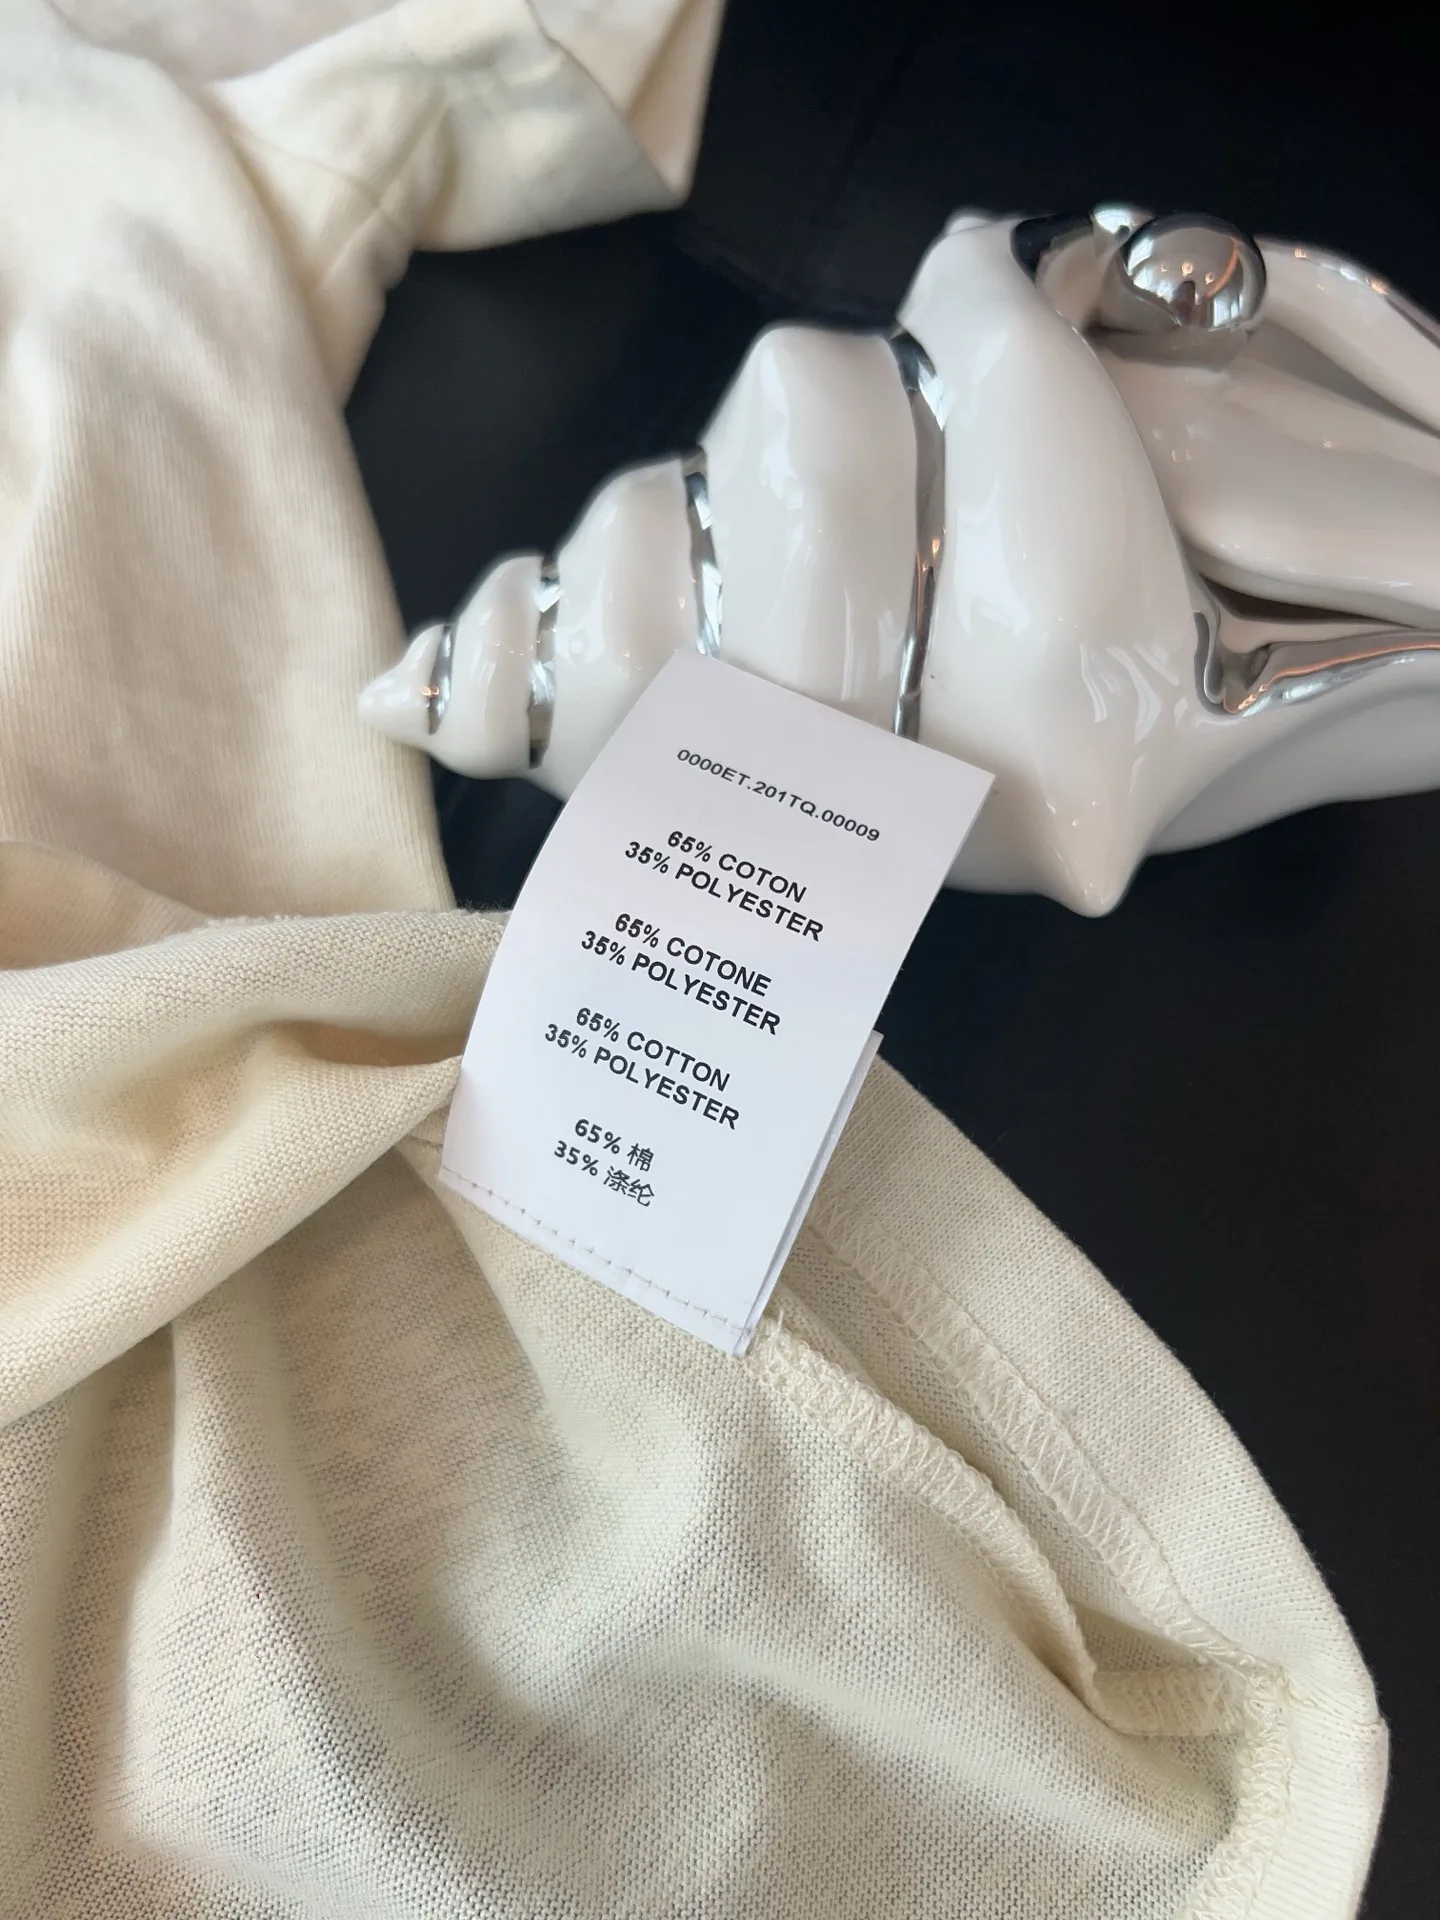 0000ET.201TQ.00009
65% COTON
35% POLYESTER
65% COTONE
35% POLYESTER
65% COTTON
35% POLYESTER
65% 棉
35% 涤纶